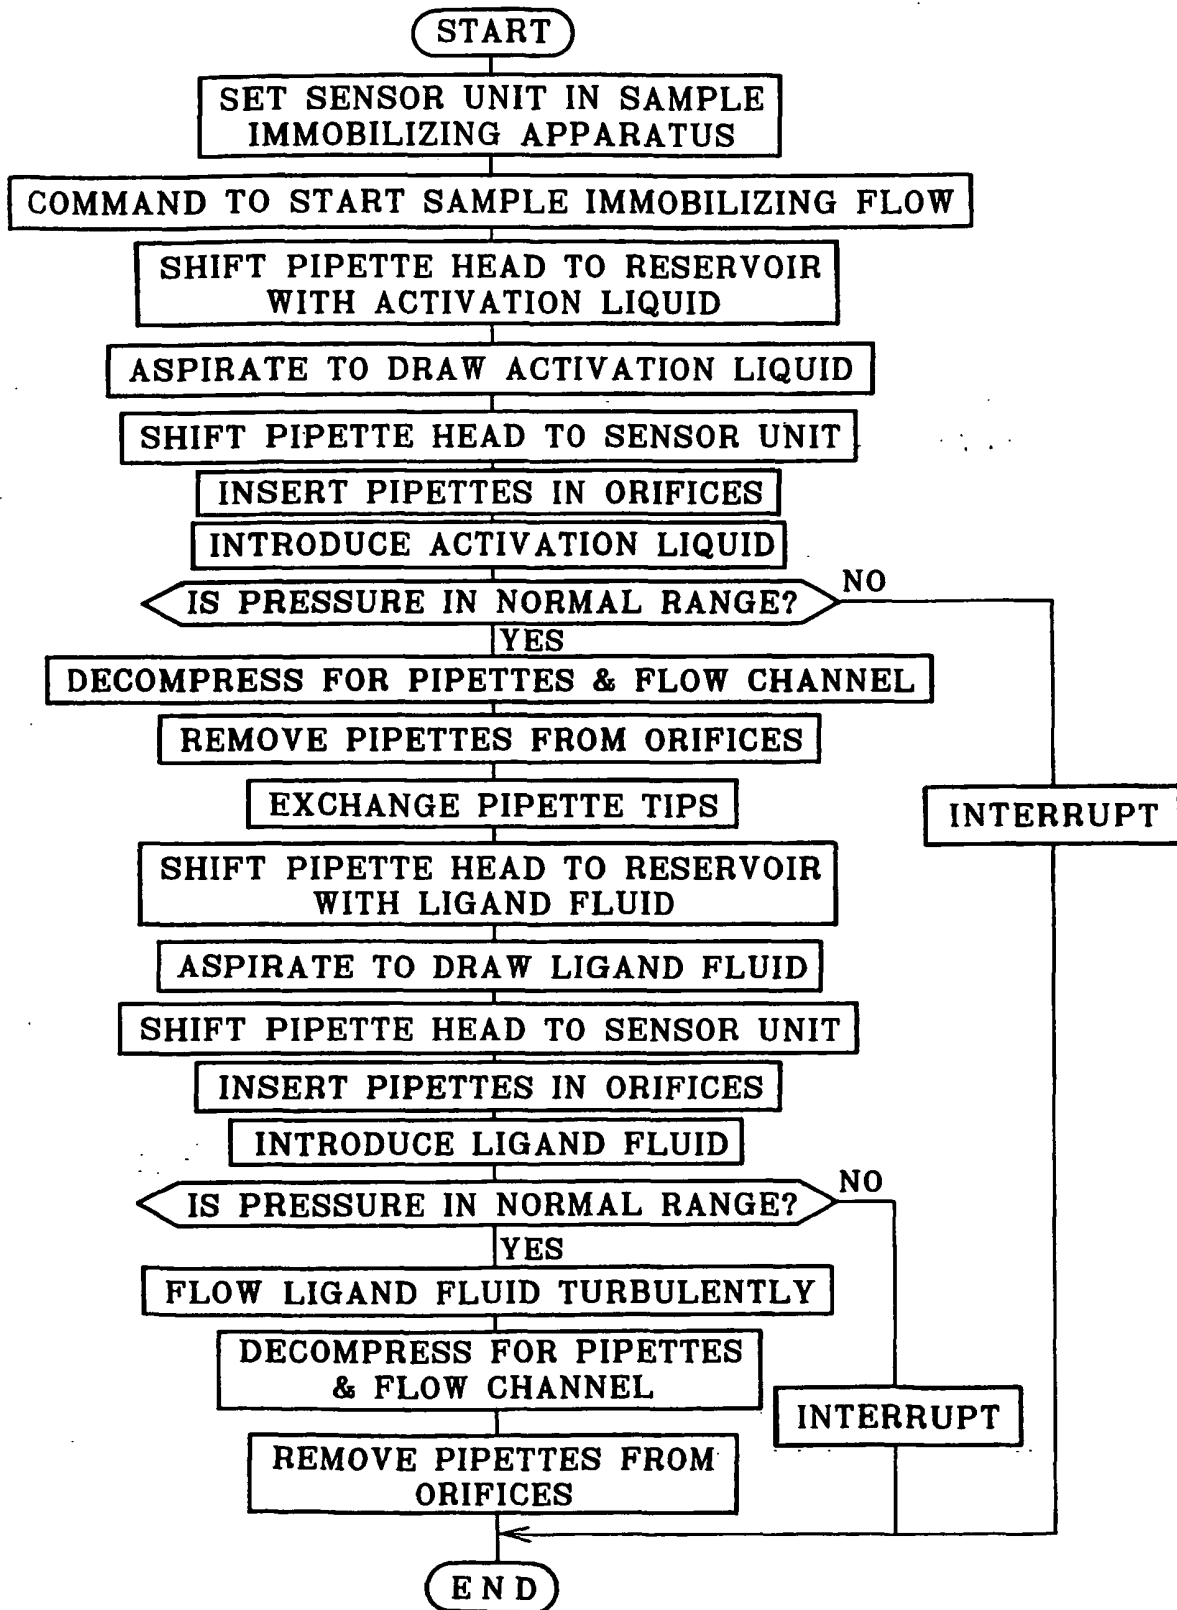 START
SET SENSOR UNIT IN SAMPLE
IMMOBILIZING APPARATUS
COMMAND TO START SAMPLE IMMOBILIZING FLOW
SHIFT PIPETTE HEAD TO RESERVOIR
WITH ACTIVATION LIQUID
ASPIRATE TO DRAW ACTIVATION LIQUID
SHIFT PIPETTE HEAD TO SENSOR UNIT
INSERT PIPETTES IN ORIFICES
INTRODUCE ACTIVATION LIQUID
IS PRESSURE IN NORMAL RANGE?
NO
YES
DECOMPRESS FOR PIPETTES & FLOW CHANNEL
REMOVE PIPETTES FROM ORIFICES
EXCHANGE PIPETTE TIPS
INTERRUPT
SHIFT PIPETTE HEAD TO RESERVOIR
WITH LIGAND FLUID
ASPIRATE TO DRAW LIGAND FLUID
SHIFT PIPETTE HEAD TO SENSOR UNIT
INSERT PIPETTES IN ORIFICES
INTRODUCE LIGAND FLUID
IS PRESSURE IN NORMAL RANGE?
NO
YES
FLOW LIGAND FLUID TURBULENTLY
DECOMPRESS FOR PIPETTES
& FLOW CHANNEL
INTERRUPT
REMOVE PIPETTES FROM
ORIFICES
END